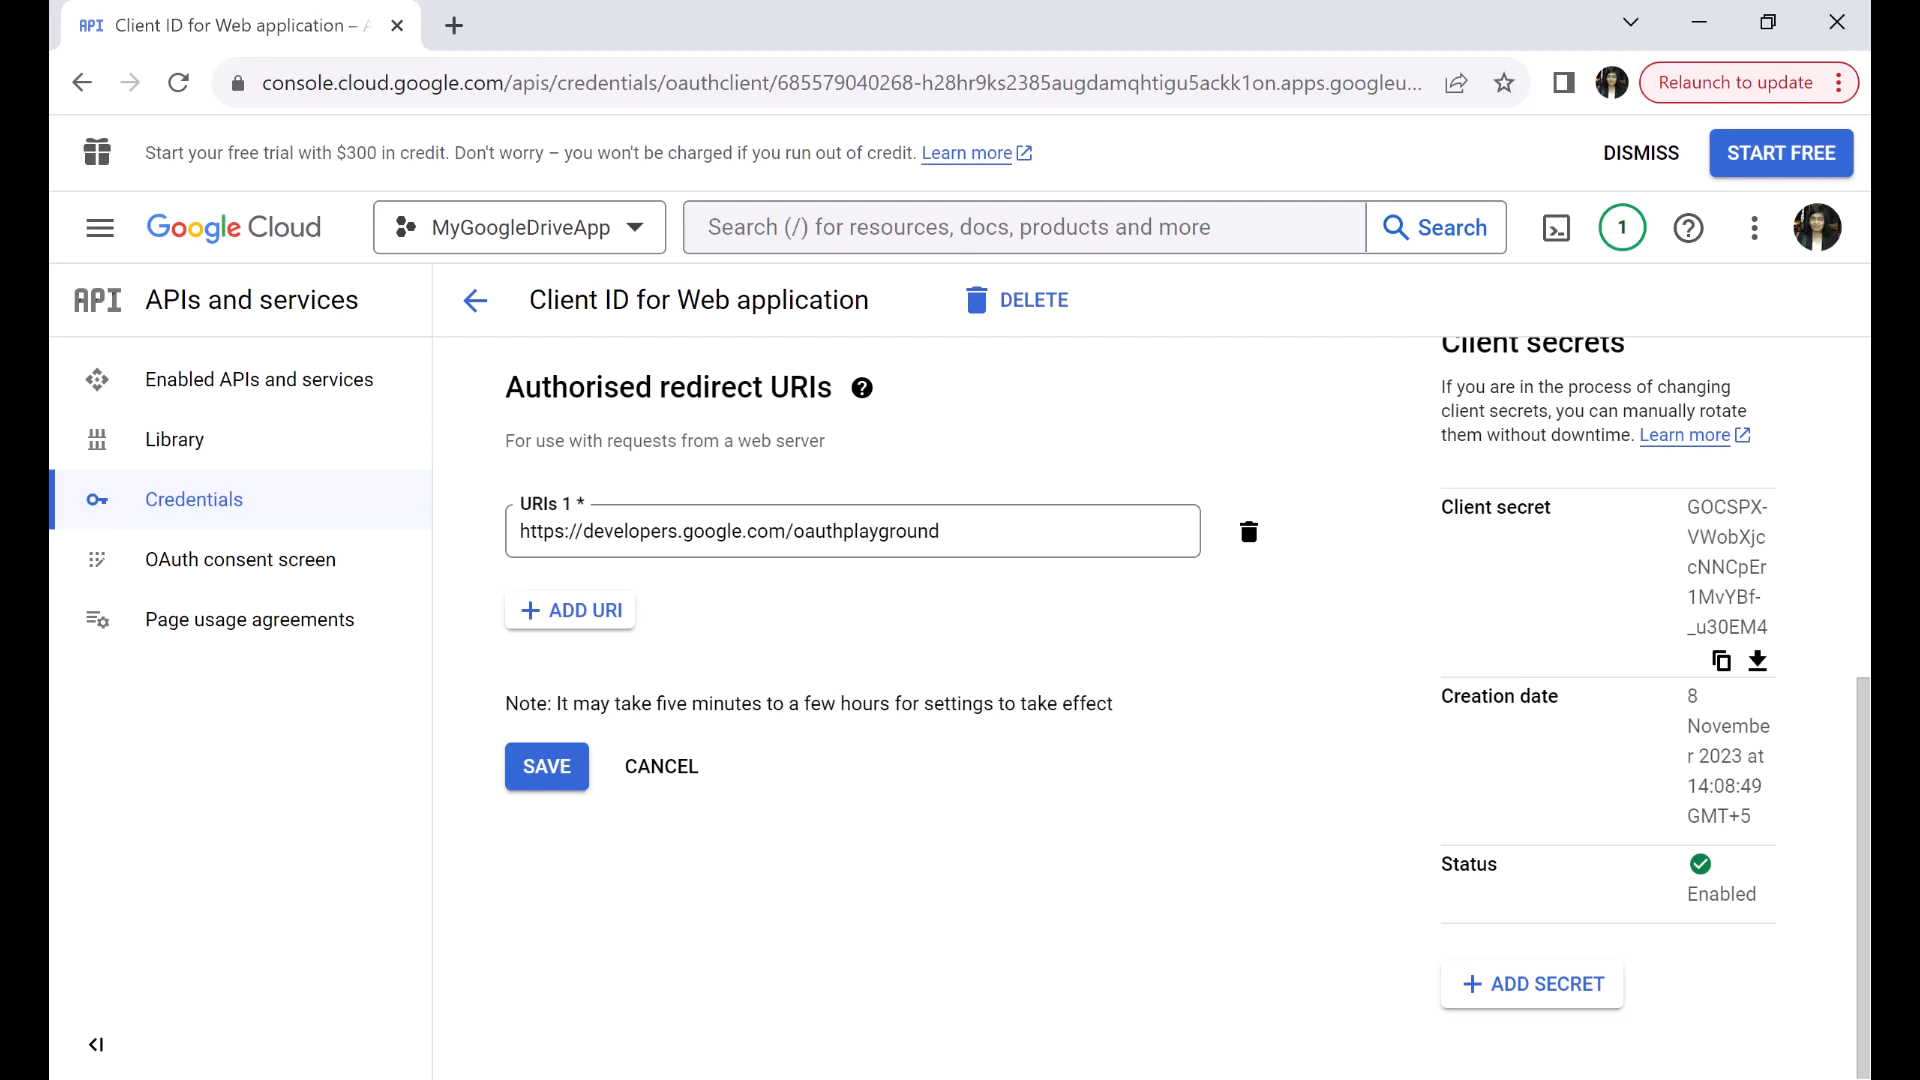 API Client ID for Web application –
console.cloud.google.com/apis/credentials/oauthclient/685579040268-h28hr9ks2385augdamqhtigu5ackk1on.apps.googleu...
Relaunch to update
Start your free trial with $300 in credit. Don't worry – you won't be charged if you run out of credit. Learn more
DISMISS
START FREE
Google Cloud
MyGoogleDriveApp
Search (/) for resources, docs, products and more
Search
1
API APIs and services
Client ID for Web application
DELETE
Enabled APIs and services
Library
Credentials
OAuth consent screen
Page usage agreements
Authorised redirect URIs
For use with requests from a web server
URIs 1 *
https://developers.google.com/oauthplayground
ADD URI
Note: It may take five minutes to a few hours for settings to take effect
SAVE
CANCEL
Client secrets
If you are in the process of changing
client secrets, you can manually rotate
them without downtime. Learn more
Client secret
GOCSPX-
VWobXjc
cNNCpEr
1MvYBf-
_u30EM4
Creation date
8
Novembe
r 2023 at
14:08:49
GMT+5
Status
Enabled
ADD SECRET